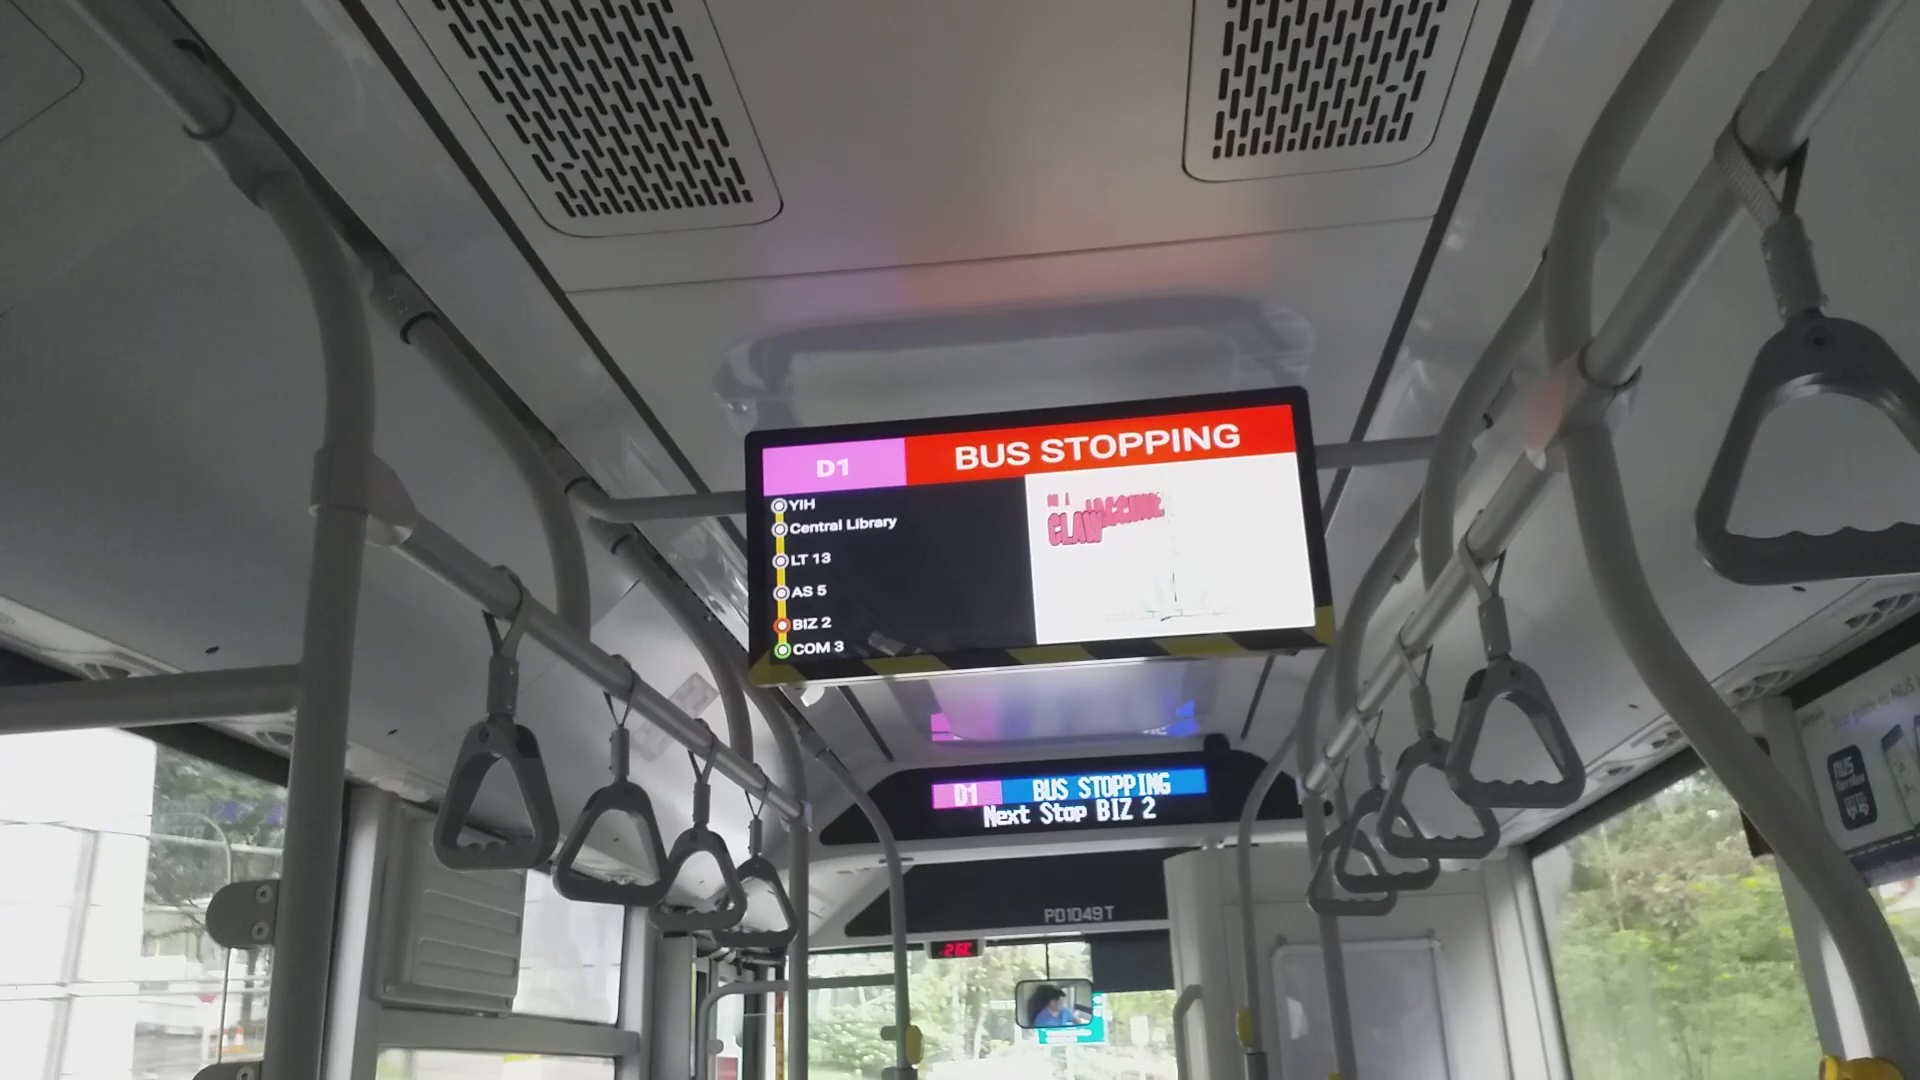 D1
BUS STOPPING
YIH
Central Library
LT 13
AS 5
BIZ 2
COM 3
CLAW
D1 BUS STOPPING
Next Stop BIZ 2
PD1049T
NUS